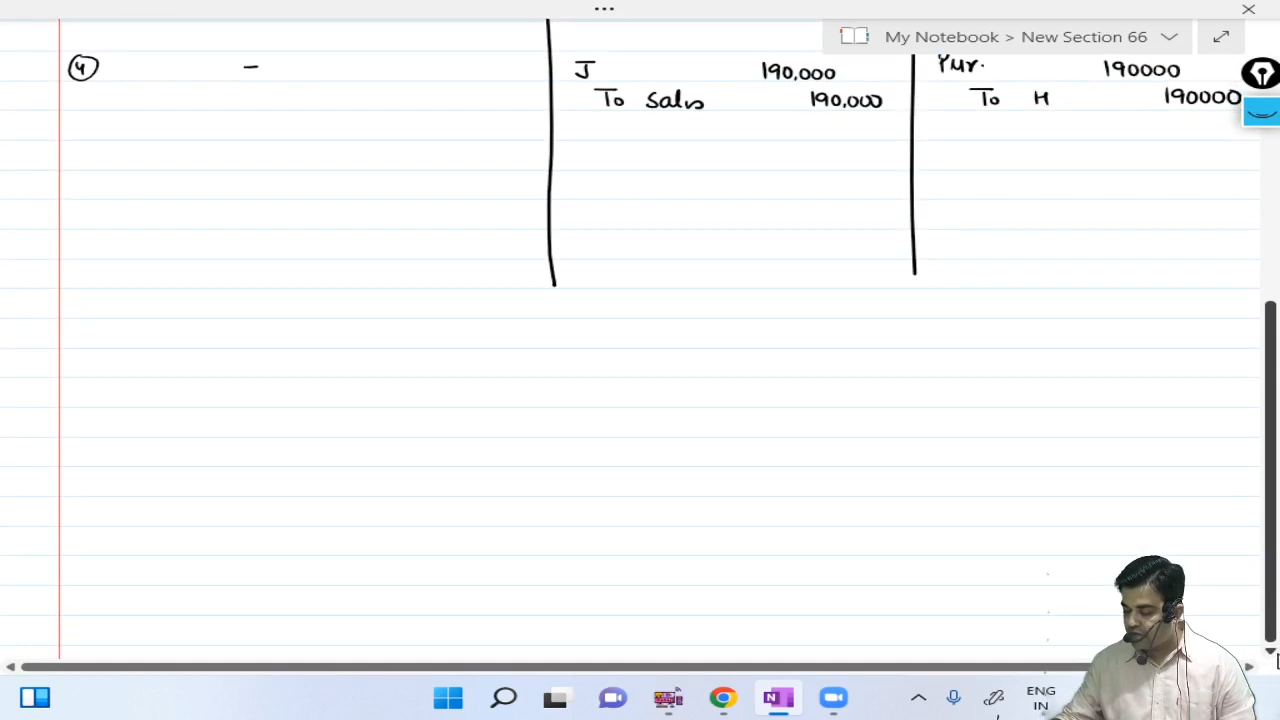 ...
My Notebook > New Section 66
④ – J 190,000 Pur. 190000
To Sales 190,000 To H 190000
ENG
IN